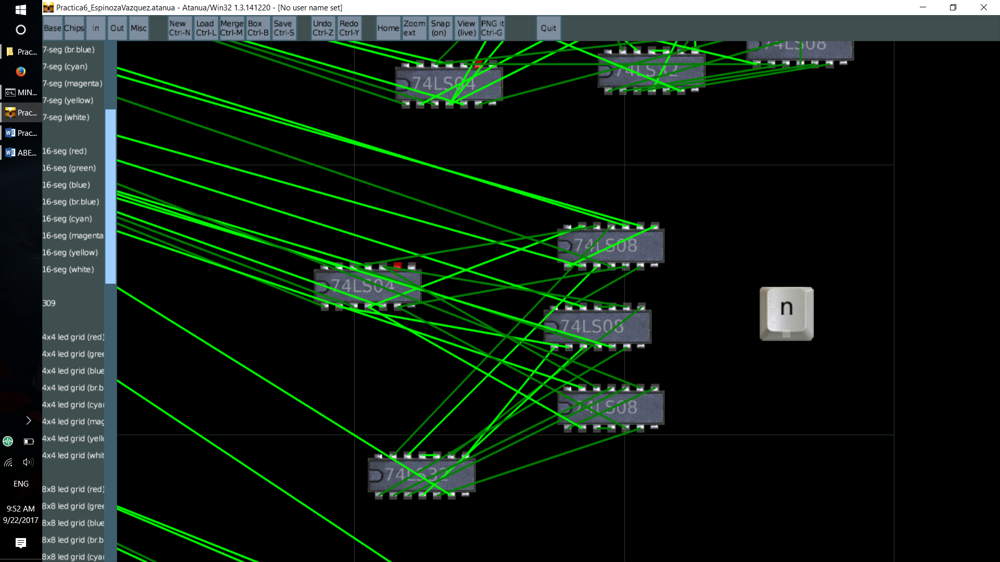 Practica6_EspinozaVazquez.atanua - Atanua/Win32 1.3.141220 - [No user name set]
Base Chips In Out Misc
New Ctrl-N
Load Ctrl-L
Merge Ctrl-M
Box Ctrl-B
Save Ctrl-S
Undo Ctrl-Z
Redo Ctrl-Y
Home
Zoom ext
Snap (on)
View (live)
PNG it Ctrl-G
Quit
Prac...
MIN...
Prac...
Prac...
ABE...
ENG
9:52 AM
9/22/2017
7-seg (br.blue)
7-seg (cyan)
7-seg (magenta)
7-seg (yellow)
7-seg (white)
16-seg (red)
16-seg (green)
16-seg (blue)
16-seg (br.blue)
16-seg (cyan)
16-seg (magenta
16-seg (yellow)
16-seg (white)
309
4x4 led grid (red)
4x4 led grid (gree
4x4 led grid (blue
4x4 led grid (br.b
4x4 led grid (cyan
4x4 led grid (mag
4x4 led grid (yello
4x4 led grid (whit
8x8 led grid (red)
8x8 led grid (gree
8x8 led grid (blue
8x8 led grid (br.b
8x8 led grid (cyan
74LS08
74LS04
74LS32
74LS08
74LS04
74LS08
n
74LS08
74LS32